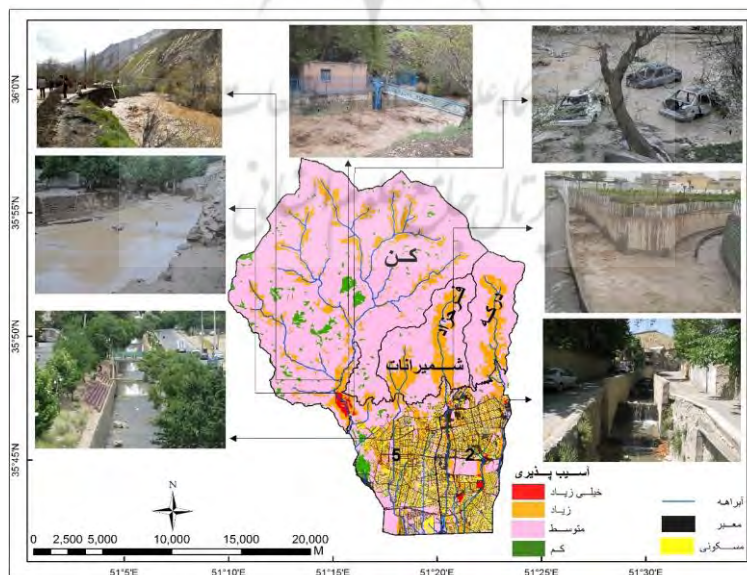 36°0'N
35°55'N
35°50'N
35°45'N
کن
فرحزاد
درکه
شمیرانات
5
2
آسیب پذیری
خیلی زیاد
زیاد
متوسط
کم
آبراهه
معبر
مسکونی
N
0 2,500 5,000 10,000 15,000 20,000
M
51°5'E 51°10'E 51°15'E 51°20'E 51°25'E 51°30'E